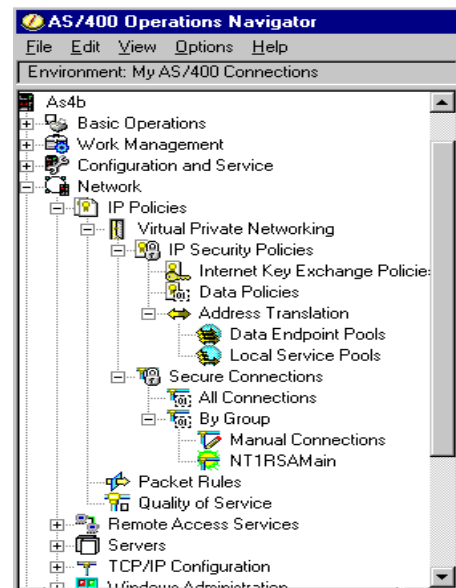 AS/400 Operations Navigator
File Edit View Options Help
Environment: My AS/400 Connections
As4b
Basic Operations
Work Management
Configuration and Service
Network
IP Policies
Virtual Private Networking
IP Security Policies
Internet Key Exchange Policie
Data Policies
Address Translation
Data Endpoint Pools
Local Service Pools
Secure Connections
All Connections
By Group
Manual Connections
NT1RSAMain
Packet Rules
Quality of Service
Remote Access Services
Servers
TCP/IP Configuration
Windows Administration